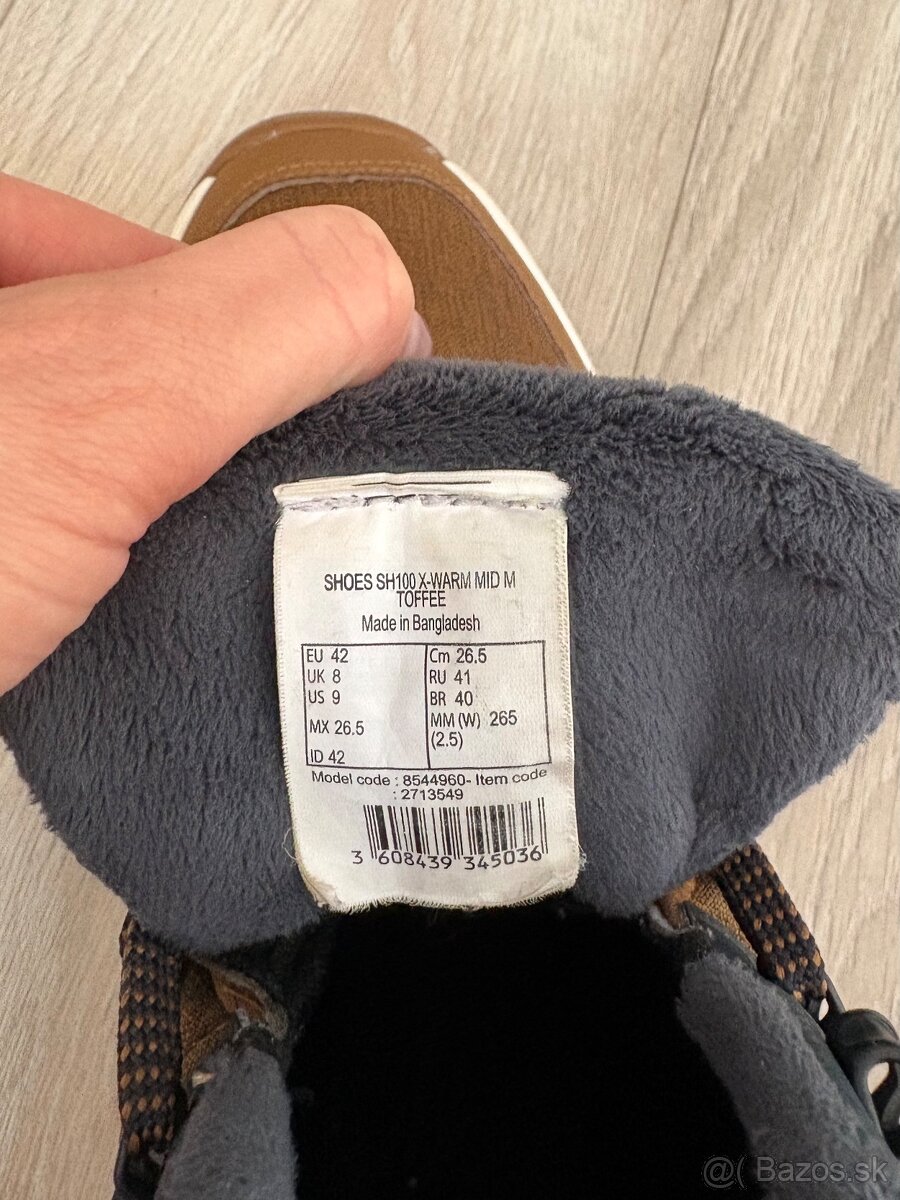 SHOES SH100 X-WARM MID M
TOFFEE
Made in Bangladesh
EU 42
UK 8
US 9
MX 26.5
ID 42
Cm 26.5
RU 41
BR 40
MM (W) 265
(2.5)
Model code : 8544960- Item code
: 2713549
3 608439 345036
@( Bazos.sk